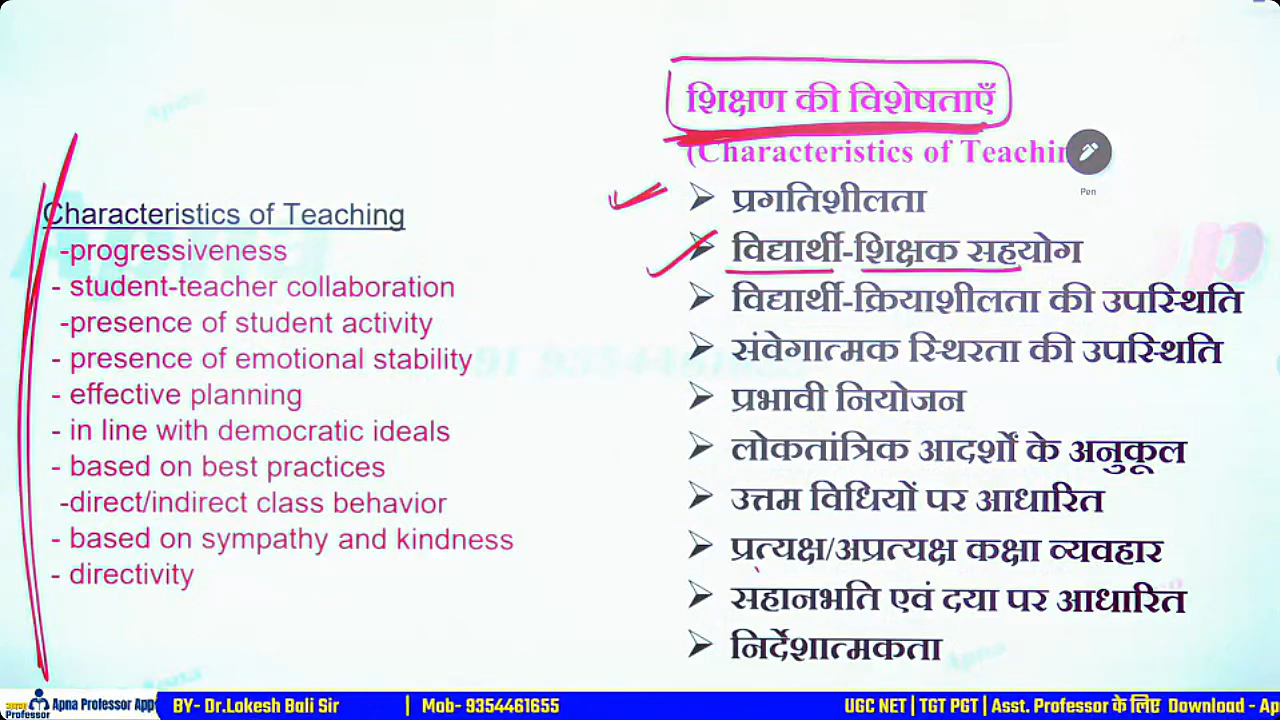 शिक्षण की विशेषताएँ
(Characteristics of Teachin
Pen
Characteristics of Teaching
-progressiveness
- student-teacher collaboration
-presence of student activity
- presence of emotional stability
- effective planning
- in line with democratic ideals
- based on best practices
-direct/indirect class behavior
- based on sympathy and kindness
- directivity
प्रगतिशीलता
विद्यार्थी-शिक्षक सहयोग
विद्यार्थी-क्रियाशीलता की उपस्थिति
संवेगात्मक स्थिरता की उपस्थिति
प्रभावी नियोजन
लोकतांत्रिक आदर्शों के अनुकूल
उत्तम विधियों पर आधारित
प्रत्यक्ष/अप्रत्यक्ष कक्षा व्यवहार
सहानभति एवं दया पर आधारित
निर्देशात्मकता
अपना Professor
Apna Professor App
BY- Dr.Lokesh Bali Sir | Mob- 9354461655
UGC NET | TGT PGT | Asst. Professor के लिए Download - Ap